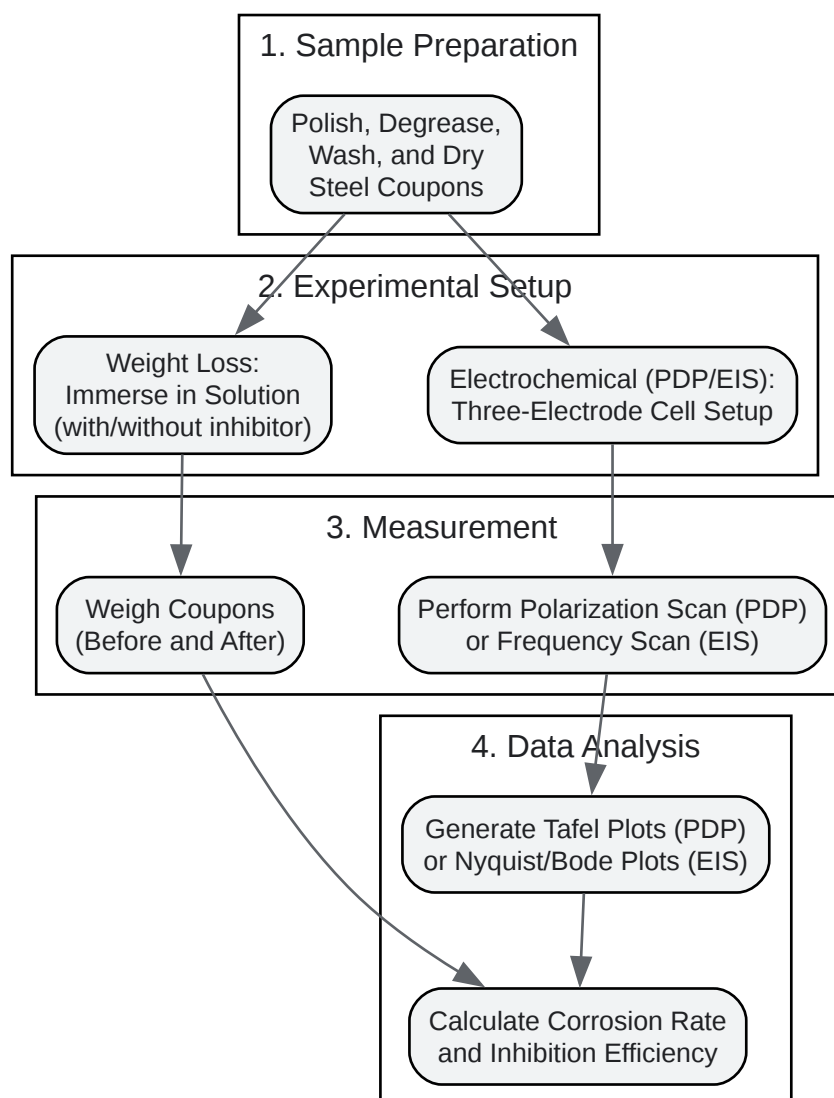 1. Sample Preparation
Polish, Degrease,
Wash, and Dry
Steel Coupons
2. Experimental Setup
Weight Loss:
Immerse in Solution
(with/without inhibitor)
Electrochemical (PDP/EIS):
Three-Electrode Cell Setup
3. Measurement
Weigh Coupons
(Before and After)
Perform Polarization Scan (PDP)
or Frequency Scan (EIS)
4. Data Analysis
Generate Tafel Plots (PDP)
or Nyquist/Bode Plots (EIS)
Calculate Corrosion Rate
and Inhibition Efficiency